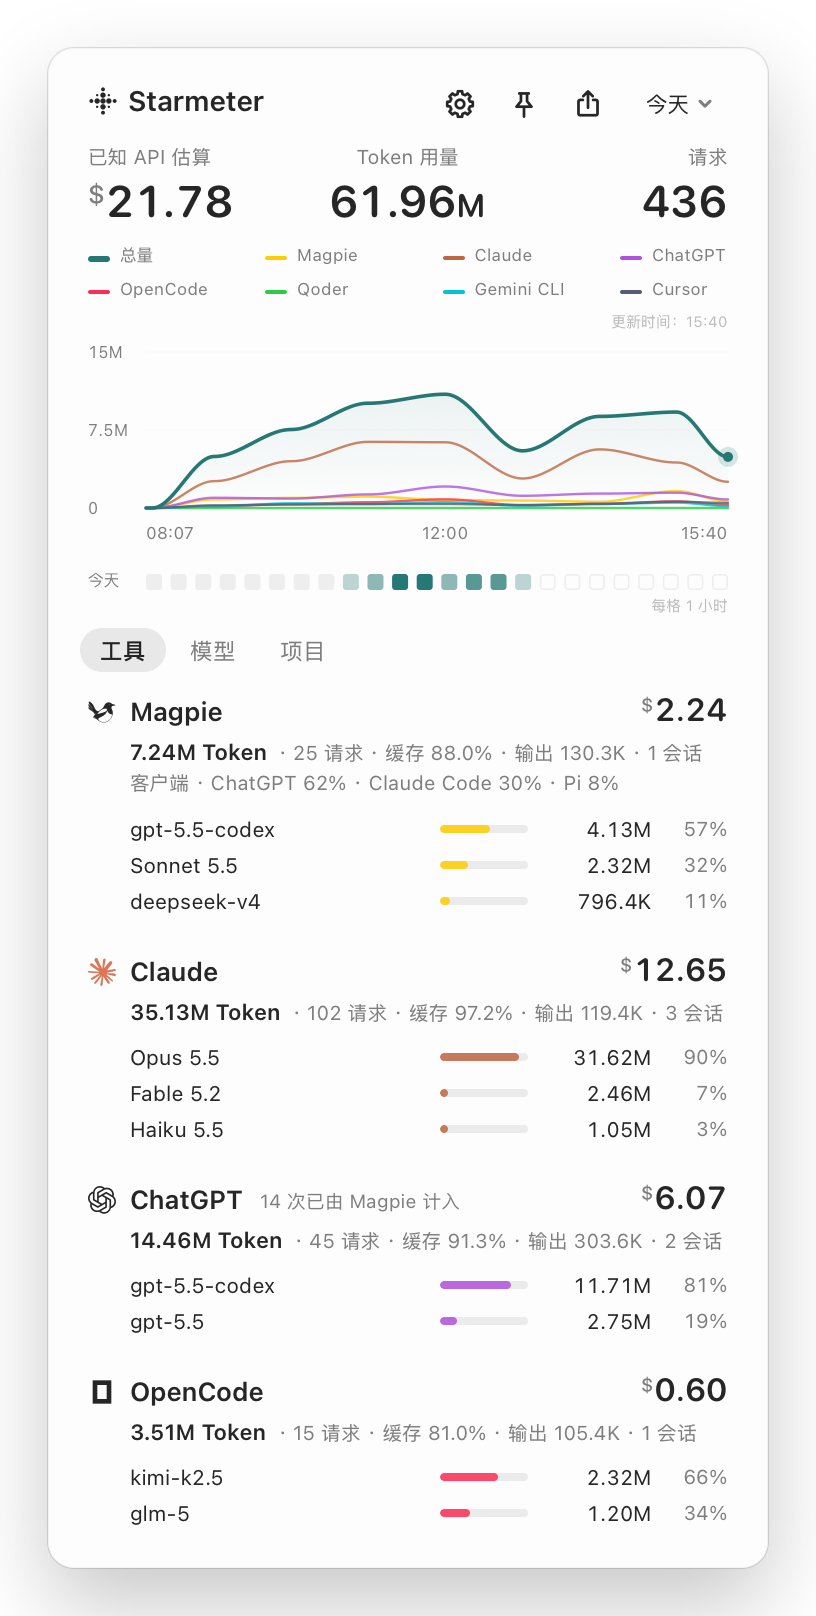 Starmeter
今天
已知 API 估算 Token 用量 请求
$21.78 61.96M 436
总量 Magpie Claude ChatGPT
OpenCode Qoder Gemini CLI Cursor
更新时间：15:40
15M
7.5M
0
08:07 12:00 15:40
今天
每格 1 小时
工具 模型 项目
Magpie $2.24
7.24M Token · 25 请求 · 缓存 88.0% · 输出 130.3K · 1 会话
客户端 · ChatGPT 62% · Claude Code 30% · Pi 8%
gpt-5.5-codex 4.13M 57%
Sonnet 5.5 2.32M 32%
deepseek-v4 796.4K 11%
Claude $12.65
35.13M Token · 102 请求 · 缓存 97.2% · 输出 119.4K · 3 会话
Opus 5.5 31.62M 90%
Fable 5.2 2.46M 7%
Haiku 5.5 1.05M 3%
ChatGPT 14 次已由 Magpie 计入 $6.07
14.46M Token · 45 请求 · 缓存 91.3% · 输出 303.6K · 2 会话
gpt-5.5-codex 11.71M 81%
gpt-5.5 2.75M 19%
OpenCode $0.60
3.51M Token · 15 请求 · 缓存 81.0% · 输出 105.4K · 1 会话
kimi-k2.5 2.32M 66%
glm-5 1.20M 34%